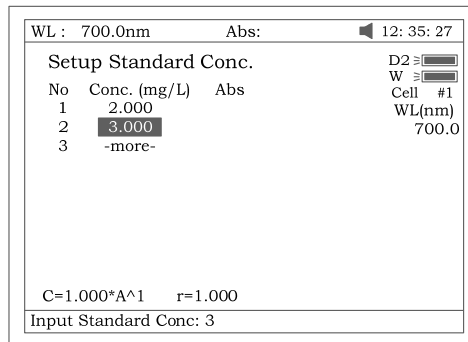 WL : 700.0nm Abs: 12: 35: 27
Setup Standard Conc.
No Conc. (mg/L) Abs
1 2.000
2 3.000
3 -more-
D2
W
Cell #1
WL(nm)
700.0
C=1.000*A^1 r=1.000
Input Standard Conc: 3